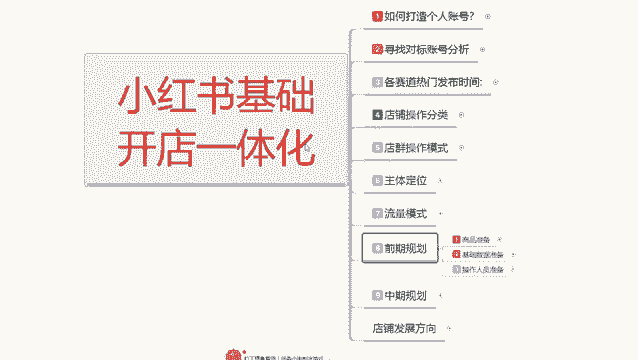 小红书基础
开店一体化
1 如何打造个人账号?
2 寻找对标账号分析
3 各赛道热门发布时间:
4 店铺操作分类
5 店群操作模式
6 主体定位
7 流量模式
8 前期规划
1 商品准备
2 基础数据准备
3 操作人员准备
9 中期规划
店铺发展方向